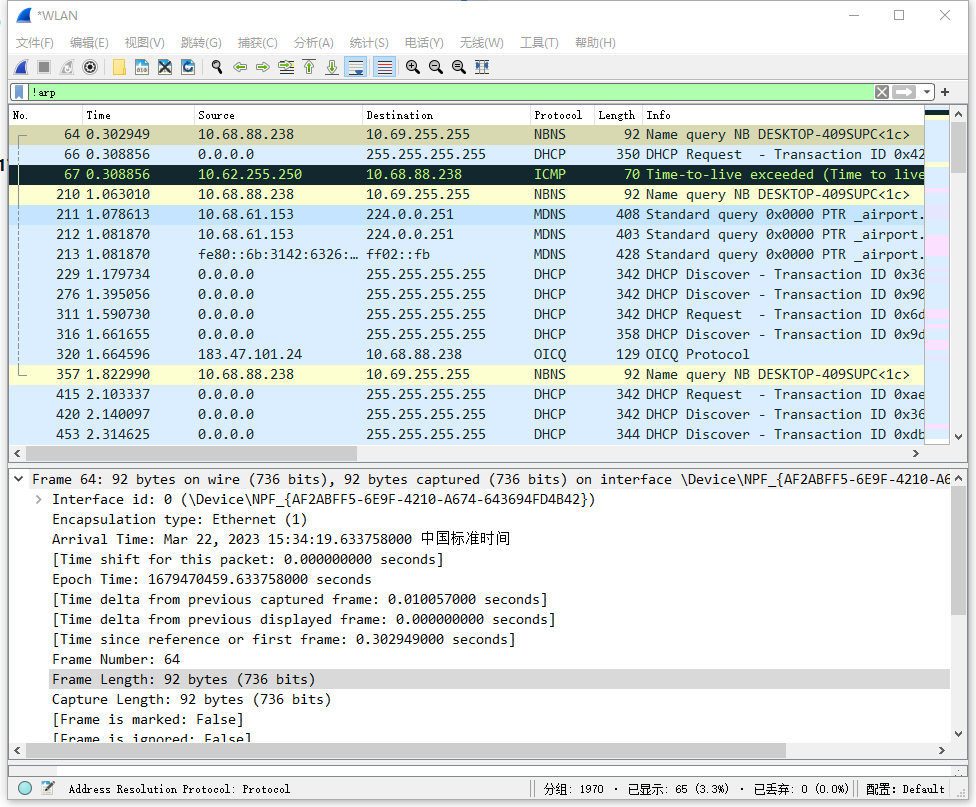 *WLAN
文件(F) 编辑(E) 视图(V) 跳转(G) 捕获(C) 分析(A) 统计(S) 电话(Y) 无线(W) 工具(T) 帮助(H)
!arp
No. Time Source Destination Protocol Length Info
64 0.302949 10.68.88.238 10.69.255.255 NBNS 92 Name query NB DESKTOP-409SUPC<1c>
66 0.308856 0.0.0.0 255.255.255.255 DHCP 350 DHCP Request - Transaction ID 0x42
67 0.308856 10.62.255.250 10.68.88.238 ICMP 70 Time-to-live exceeded (Time to live
210 1.063010 10.68.88.238 10.69.255.255 NBNS 92 Name query NB DESKTOP-409SUPC<1c>
211 1.078613 10.68.61.153 224.0.0.251 MDNS 408 Standard query 0x0000 PTR _airport.
212 1.081870 10.68.61.153 224.0.0.251 MDNS 403 Standard query 0x0000 PTR _airport.
213 1.081870 fe80::6b:3142:6326:… ff02::fb MDNS 428 Standard query 0x0000 PTR _airport.
229 1.179734 0.0.0.0 255.255.255.255 DHCP 342 DHCP Discover - Transaction ID 0x36
276 1.395056 0.0.0.0 255.255.255.255 DHCP 342 DHCP Discover - Transaction ID 0x90
311 1.590730 0.0.0.0 255.255.255.255 DHCP 342 DHCP Request - Transaction ID 0x6d
316 1.661655 0.0.0.0 255.255.255.255 DHCP 358 DHCP Discover - Transaction ID 0x9d
320 1.664596 183.47.101.24 10.68.88.238 OICQ 129 OICQ Protocol
357 1.822990 10.68.88.238 10.69.255.255 NBNS 92 Name query NB DESKTOP-409SUPC<1c>
415 2.103337 0.0.0.0 255.255.255.255 DHCP 342 DHCP Request - Transaction ID 0xae
420 2.140097 0.0.0.0 255.255.255.255 DHCP 342 DHCP Discover - Transaction ID 0x36
453 2.314625 0.0.0.0 255.255.255.255 DHCP 344 DHCP Discover - Transaction ID 0xdb
Frame 64: 92 bytes on wire (736 bits), 92 bytes captured (736 bits) on interface \Device\NPF_{AF2ABFF5-6E9F-4210-A6
Interface id: 0 (\Device\NPF_{AF2ABFF5-6E9F-4210-A674-643694FD4B42})
Encapsulation type: Ethernet (1)
Arrival Time: Mar 22, 2023 15:34:19.633758000 中国标准时间
[Time shift for this packet: 0.000000000 seconds]
Epoch Time: 1679470459.633758000 seconds
[Time delta from previous captured frame: 0.010057000 seconds]
[Time delta from previous displayed frame: 0.000000000 seconds]
[Time since reference or first frame: 0.302949000 seconds]
Frame Number: 64
Frame Length: 92 bytes (736 bits)
Capture Length: 92 bytes (736 bits)
[Frame is marked: False]
[Frame is ignored: False]
Address Resolution Protocol: Protocol 分组: 1970 · 已显示: 65 (3.3%) · 已丢弃: 0 (0.0%) 配置: Default